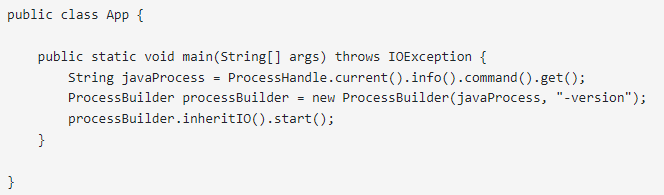 public class App {
    public static void main(String[] args) throws IOException {
        String javaProcess = ProcessHandle.current().info().command().get();
        ProcessBuilder processBuilder = new ProcessBuilder(javaProcess, "-version");
        processBuilder.inheritIO().start();
    }
}